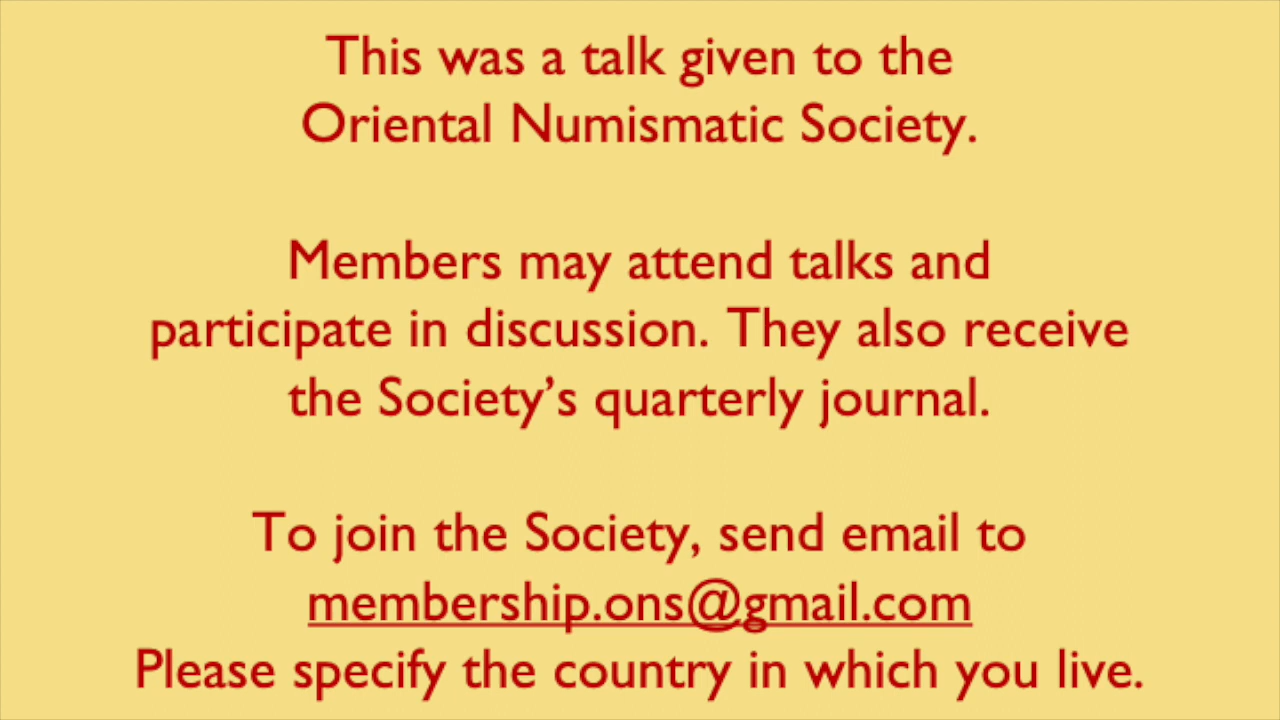 This was a talk given to the
Oriental Numismatic Society.
Members may attend talks and
participate in discussion. They also receive
the Society’s quarterly journal.
To join the Society, send email to
membership.ons@gmail.com
Please specify the country in which you live.